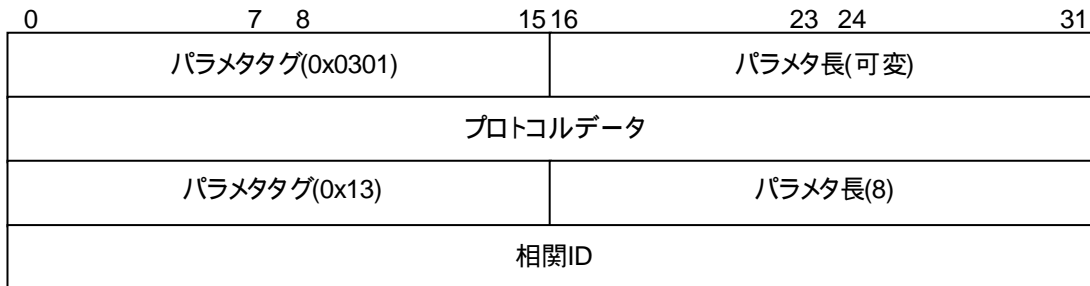 0 7 8 15 16 23 24 31
パラメタタグ(0x0301) パラメタ長(可変)
プロトコルデータ
パラメタタグ(0x13) パラメタ長(8)
相関ID